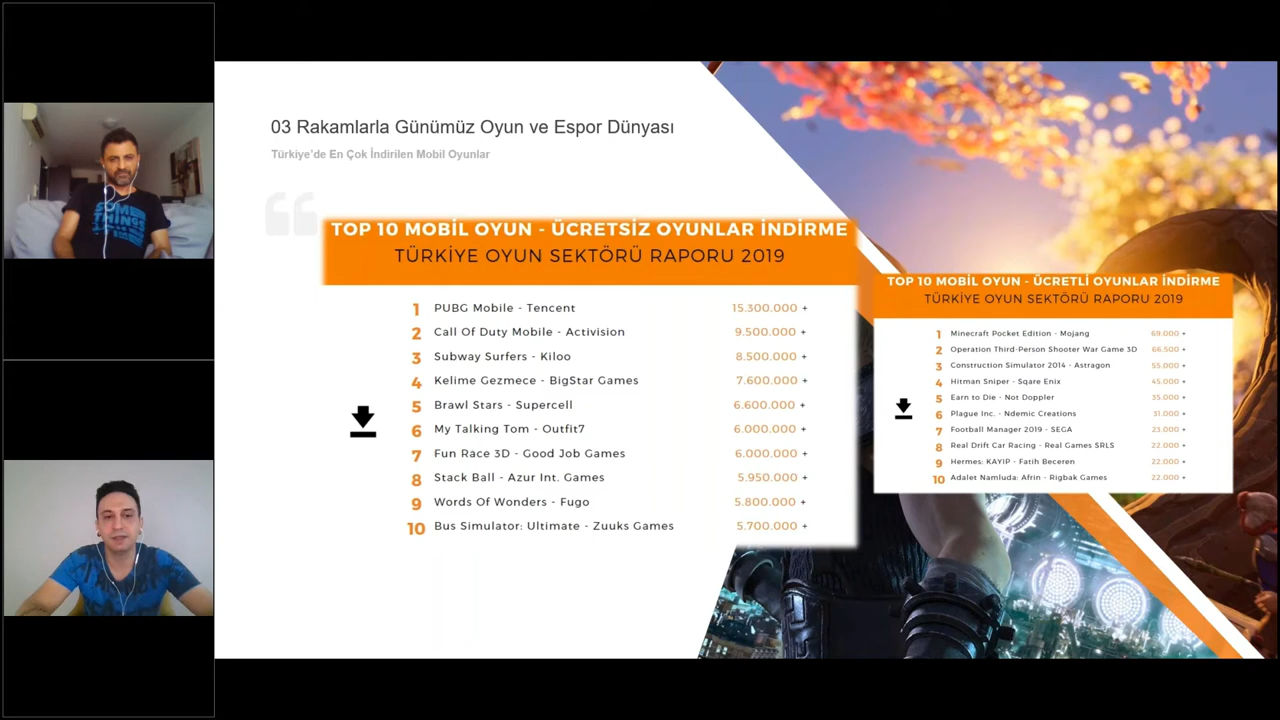 03 Rakamlarla Günümüz Oyun ve Espor Dünyası
Türkiye'de En Çok İndirilen Mobil Oyunlar
TOP 10 MOBİL OYUN - ÜCRETSİZ OYUNLAR İNDİRME
TÜRKİYE OYUN SEKTÖRÜ RAPORU 2019
1 PUBG Mobile - Tencent 15.300.000 +
2 Call Of Duty Mobile - Activision 9.500.000 +
3 Subway Surfers - Kiloo 8.500.000 +
4 Kelime Gezmece - BigStar Games 7.600.000 +
5 Brawl Stars - Supercell 6.600.000 +
6 My Talking Tom - Outfit7 6.000.000 +
7 Fun Race 3D - Good Job Games 6.000.000 +
8 Stack Ball - Azur Int. Games 5.950.000 +
9 Words Of Wonders - Fugo 5.800.000 +
10 Bus Simulator: Ultimate - Zuuks Games 5.700.000 +
TOP 10 MOBİL OYUN - ÜCRETLİ OYUNLAR İNDİRME
TÜRKİYE OYUN SEKTÖRÜ RAPORU 2019
1 Minecraft Pocket Edition - Mojang 69.000 +
2 Operation Third-Person Shooter War Game 3D 66.500 +
3 Construction Simulator 2014 - Astragon 55.000 +
4 Hitman Sniper - Sqare Enix 45.000 +
5 Earn to Die - Not Doppler 35.000 +
6 Plague Inc. - Ndemic Creations 31.000 +
7 Football Manager 2019 - SEGA 23.000 +
8 Real Drift Car Racing - Real Games SRLS 22.000 +
9 Hermes: KAYIP - Fatih Beceren 22.000 +
10 Adalet Namluda: Afrin - Rigbak Games 22.000 +